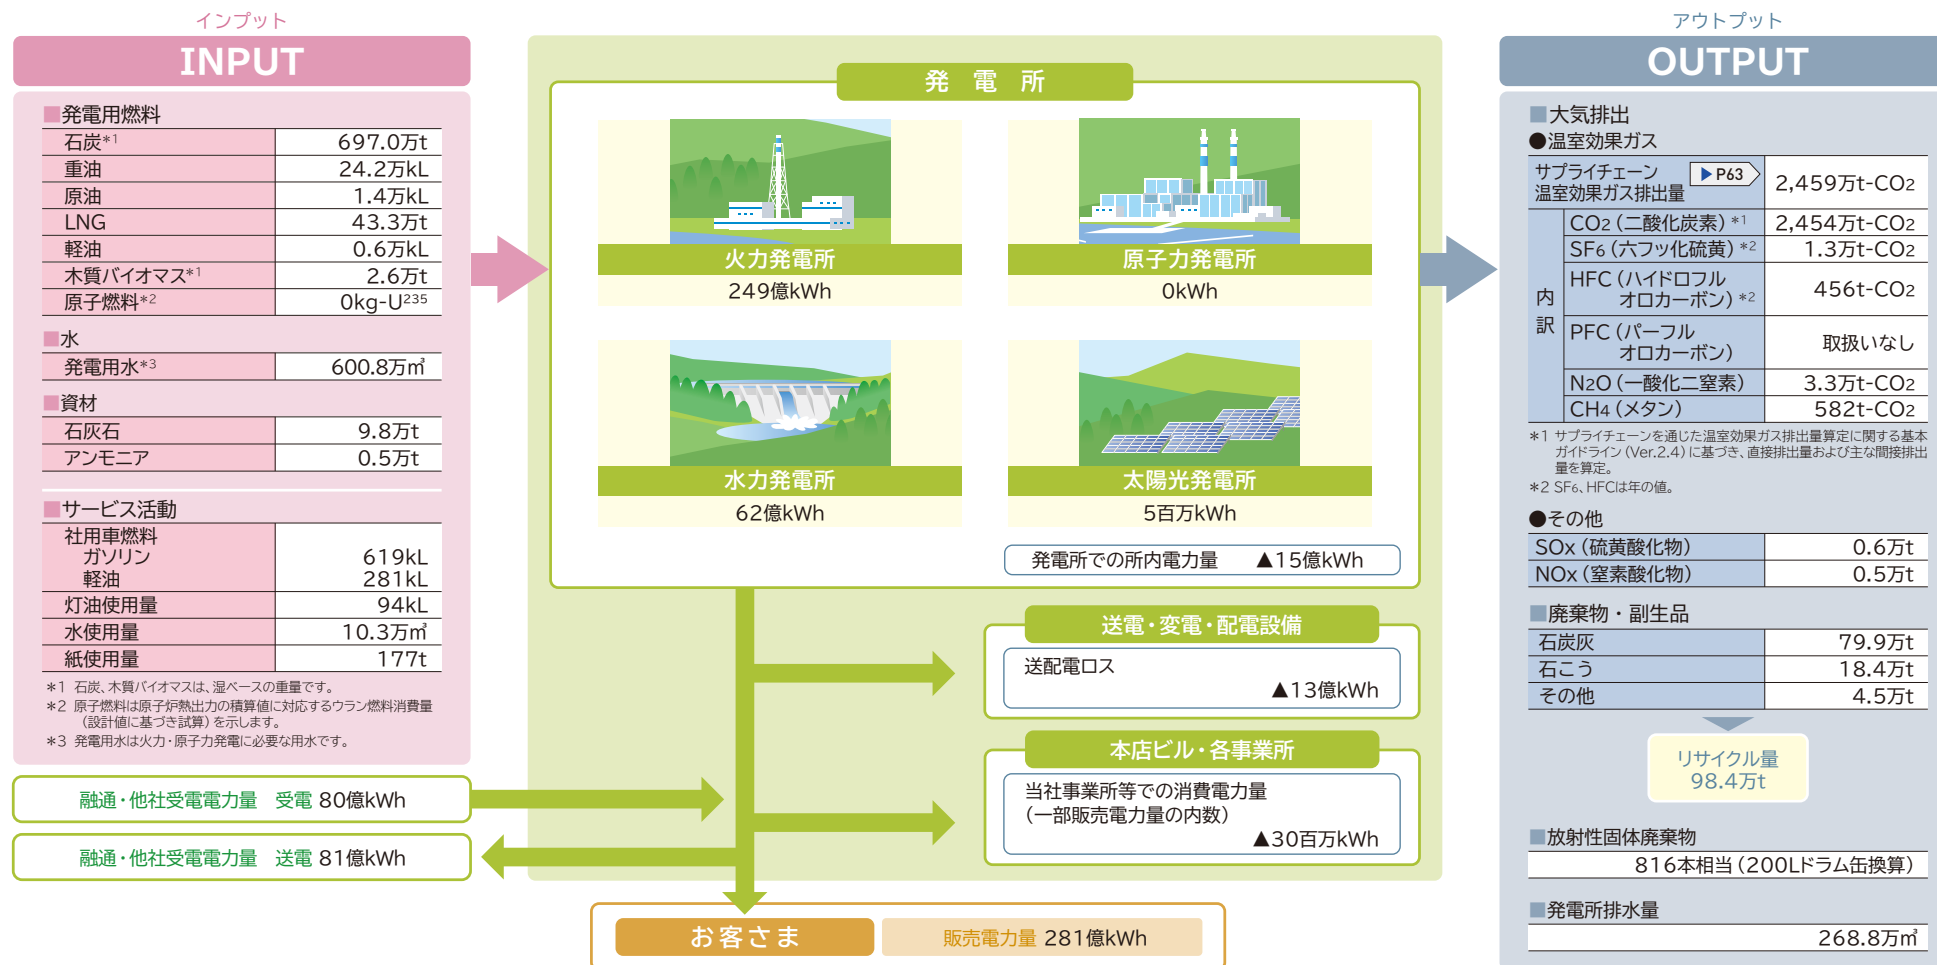 インプット
INPUT
■発電用燃料
石炭*1 697.0万t
重油 24.2万kL
原油 1.4万kL
LNG 43.3万t
軽油 0.6万kL
木質バイオマス*1 2.6万t
原子燃料*2 0kg-U235
■水
発電用水*3 600.8万㎥
■資材
石灰石 9.8万t
アンモニア 0.5万t
■サービス活動
社用車燃料
ガソリン 619kL
軽油 281kL
灯油使用量 94kL
水使用量 10.3万㎥
紙使用量 177t
*1 石炭、木質バイオマスは、湿ベースの重量です。
*2 原子燃料は原子炉熱出力の積算値に対応するウラン燃料消費量
(設計値に基づき試算)を示します。
*3 発電用水は火力・原子力発電に必要な用水です。
融通・他社受電電力量 受電 80億kWh
融通・他社受電電力量 送電 81億kWh
発電所
火力発電所
249億kWh
原子力発電所
0kWh
水力発電所
62億kWh
太陽光発電所
5百万kWh
発電所での所内電力量 ▲15億kWh
送電・変電・配電設備
送配電ロス
▲13億kWh
本店ビル・各事業所
当社事業所等での消費電力量
(一部販売電力量の内数)
▲30百万kWh
お客さま
販売電力量 281億kWh
アウトプット
OUTPUT
■大気排出
●温室効果ガス
サプライチェーン
温室効果ガス排出量 ▶P63 2,459万t-CO2
内訳
CO2(二酸化炭素)*1 2,454万t-CO2
SF6(六フッ化硫黄)*2 1.3万t-CO2
HFC(ハイドロフル
オロカーボン)*2 456t-CO2
PFC(パーフル
オロカーボン) 取扱いなし
N2O(一酸化二窒素) 3.3万t-CO2
CH4(メタン) 582t-CO2
*1 サプライチェーンを通じた温室効果ガス排出量算定に関する基本
ガイドライン(Ver.2.4)に基づき、直接排出量および主な間接排出
量を算定。
*2 SF6、HFCは年の値。
●その他
SOx(硫黄酸化物) 0.6万t
NOx(窒素酸化物) 0.5万t
■廃棄物・副生品
石炭灰 79.9万t
石こう 18.4万t
その他 4.5万t
リサイクル量
98.4万t
■放射性固体廃棄物
816本相当(200Lドラム缶換算)
■発電所排水量
268.8万㎥